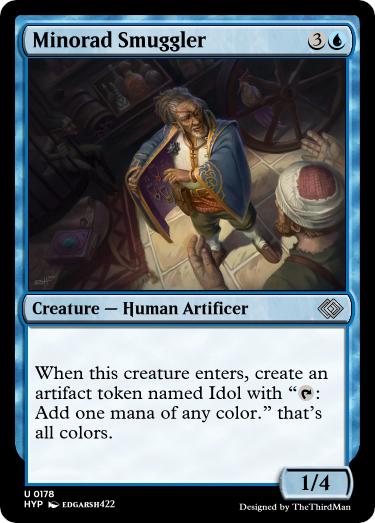 Minorad Smuggler 3
Creature — Human Artificer
When this creature enters, create an
artifact token named Idol with “: 
Add one mana of any color.” that’s
all colors.
1/4
U 0178
HYP EDGARSH422
Designed by TheThirdMan